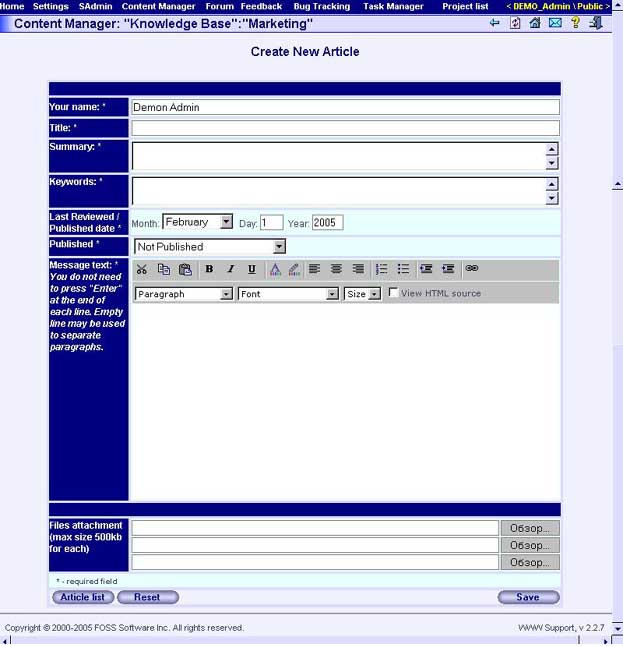 Home Settings SAdmin Content Manager Forum Feedback Bug Tracking Task Manager Project list < DEMO_Admin \ Public >
Content Manager: "Knowledge Base":"Marketing"
Create New Article
Your name: * Demon Admin
Title: *
Summary: *
Keywords: *
Last Reviewed /
Published date * Month: February Day: 1 Year: 2005
Published * Not Published
Message text: *
You do not need
to press "Enter"
at the end of
each line. Empty
line may be used
to separate
paragraphs.
B I U
Paragraph Font Size View HTML source
Files attachment
(max size 500kb
for each)
Обзор...
Обзор...
Обзор...
* - required field
Article list Reset Save
Copyright © 2000-2005 FOSS Software Inc. All rights reserved. WWW Support, v 2.2.7